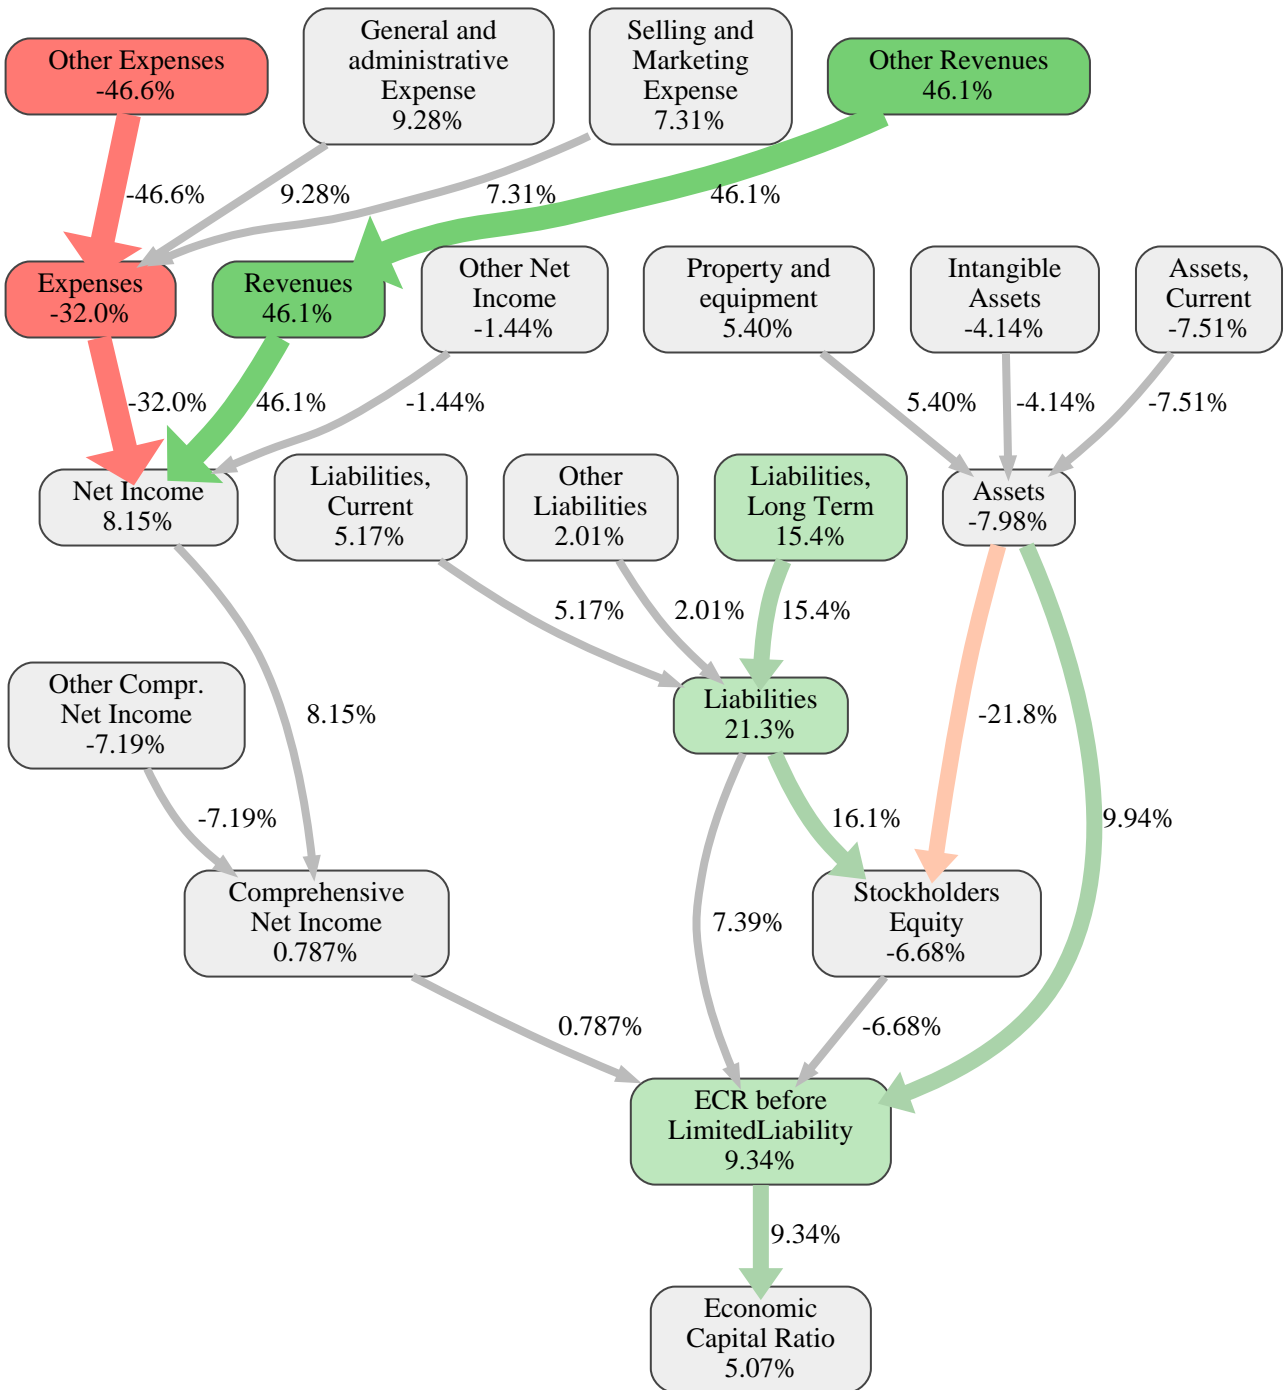 Other Expenses
-46.6%
General and
administrative
Expense
9.28%
Selling and
Marketing
Expense
7.31%
Other Revenues
46.1%
-46.6%
9.28%
7.31%
46.1%
Expenses
-32.0%
Revenues
46.1%
Other Net
Income
-1.44%
Property and
equipment
5.40%
Intangible
Assets
-4.14%
Assets,
Current
-7.51%
-32.0%
46.1%
-1.44%
5.40%
-4.14%
-7.51%
Net Income
8.15%
Liabilities,
Current
5.17%
Other
Liabilities
2.01%
Liabilities,
Long Term
15.4%
Assets
-7.98%
5.17%
2.01%
15.4%
Other Compr.
Net Income
-7.19%
8.15%
Liabilities
21.3%
-21.8%
-7.19%
16.1%
9.94%
Comprehensive
Net Income
0.787%
7.39%
Stockholders
Equity
-6.68%
0.787%
-6.68%
ECR before
LimitedLiability
9.34%
9.34%
Economic
Capital Ratio
5.07%